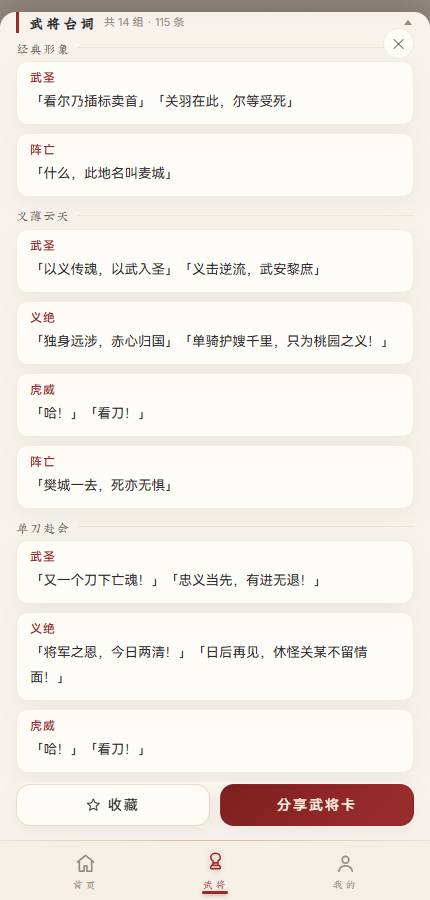 武将台词 共 14 组 · 115 条
经典形象
武圣
「看尔乃插标卖首」「关羽在此，尔等受死」
阵亡
「什么，此地名叫麦城」
义薄云天
武圣
「以义传魂，以武入圣」「义击逆流，武安黎庶」
义绝
「独身远涉，赤心归国」「单骑护嫂千里，只为桃园之义！」
虎威
「哈！」「看刀！」
阵亡
「樊城一去，死亦无惧」
单刀赴会
武圣
「又一个刀下亡魂！」「忠义当先，有进无退！」
义绝
「将军之恩，今日两清！」「日后再见，休怪关某不留情
面！」
虎威
「哈！」「看刀！」
收藏
分享武将卡
首页
武将
我的